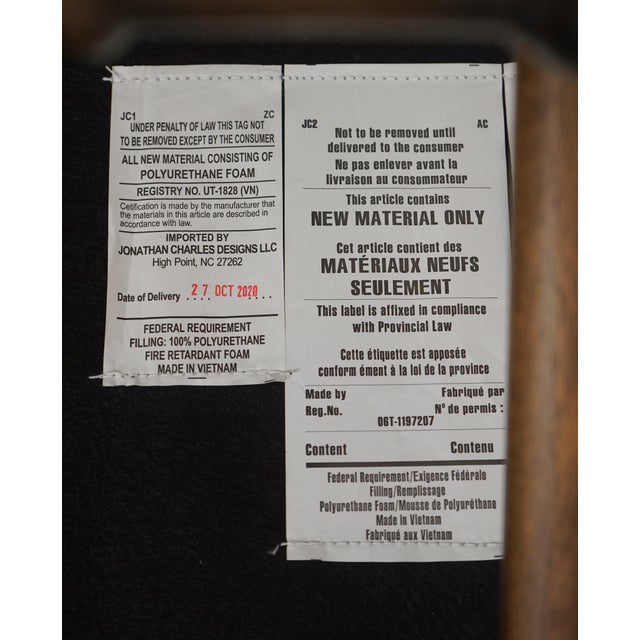 JC1 ZC
UNDER PENALTY OF LAW THIS TAG NOT
TO BE REMOVED EXCEPT BY THE CONSUMER
ALL NEW MATERIAL CONSISTING OF
POLYURETHANE FOAM
REGISTRY NO. UT-1828 (VN)
Cetification is made by the manufacturer that
the materials in this article are described in
accordance with law.
IMPORTED BY
JONATHAN CHARLES DESIGNS LLC
High Point, NC 27262
Date of Delivery .... 27 OCT 2020 .....
FEDERAL REQUIREMENT
FILLING: 100% POLYURETHANE
FIRE RETARDANT FOAM
MADE IN VIETNAM
JC2 AC
Not to be removed until
delivered to the consumer
Ne pas enlever avant la
livraison au consommateur
This article contains
NEW MATERIAL ONLY
Cet article contient des
MATÉRIAUX NEUFS
SEULEMENT
This label is affixed in compliance
with Provincial Law
Cette étiquette est apposée
conform ément à la loi de la province
Made by Fabriqué par
Reg.No. N° de permis :
06T-1197207
Content Contenu
Federal Requirement/Exigence Fédérale
Filling/Remplissage
Polyurethane Foam/Mousse de Polyuréthane
Made in Vietnam
Fabriqué aux Vietnam